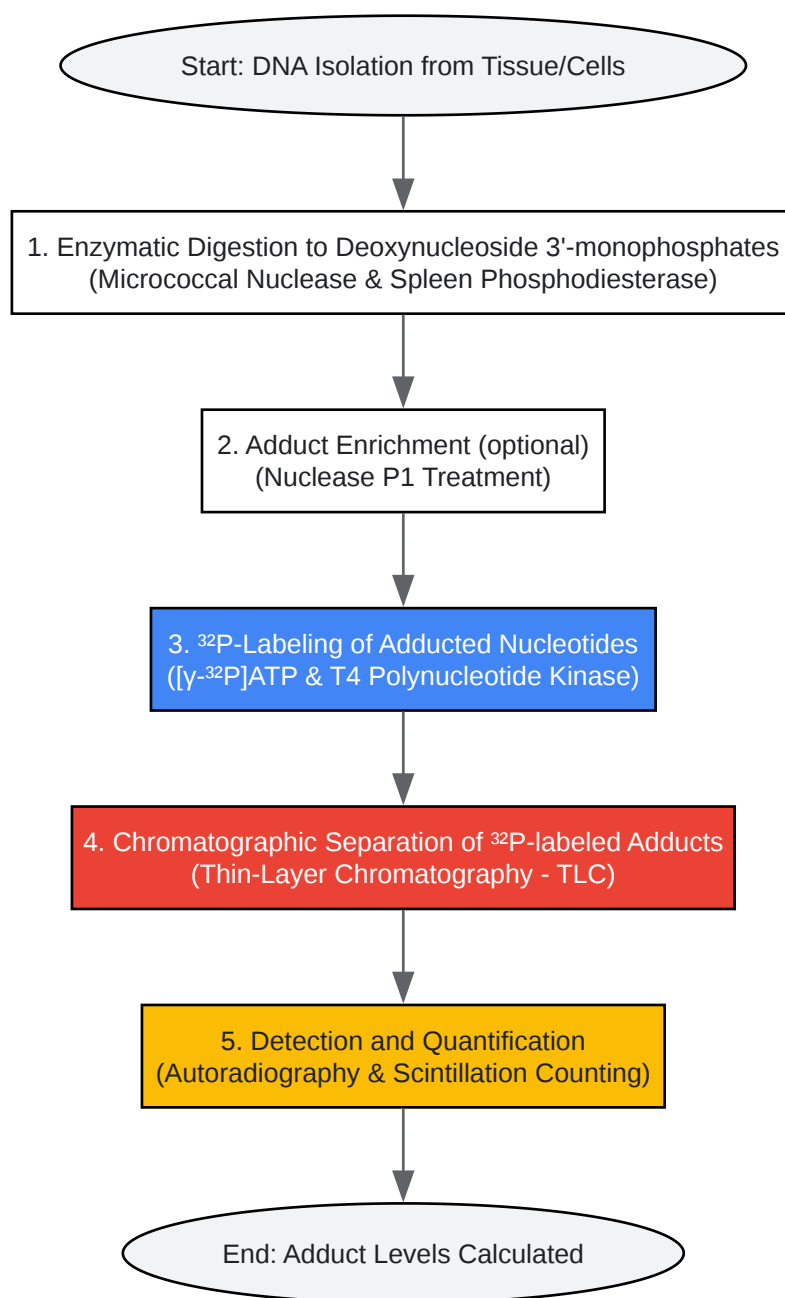 Start: DNA Isolation from Tissue/Cells
1. Enzymatic Digestion to Deoxynucleoside 3'-monophosphates
(Micrococcal Nuclease & Spleen Phosphodiesterase)
2. Adduct Enrichment (optional)
(Nuclease P1 Treatment)
3. ³²P-Labeling of Adducted Nucleotides
([γ-³²P]ATP & T4 Polynucleotide Kinase)
4. Chromatographic Separation of ³²P-labeled Adducts
(Thin-Layer Chromatography - TLC)
5. Detection and Quantification
(Autoradiography & Scintillation Counting)
End: Adduct Levels Calculated